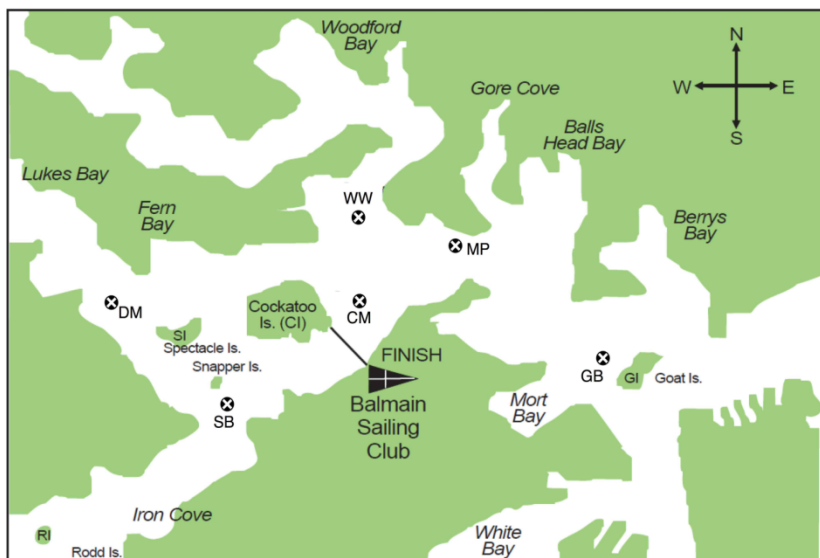 Woodford
Bay
Gore Cove
N
W
E
S
Balls
Head Bay
Lukes Bay
Fern
Bay
WW
Berrys
Bay
MP
DM
Cockatoo
Is. (CI)
CM
SI
Spectacle Is.
Snapper Is.
FINISH
GB
GI
Goat Is.
SB
Balmain
Sailing
Club
Mort
Bay
Iron Cove
White
Bay
RI
Rodd Is.